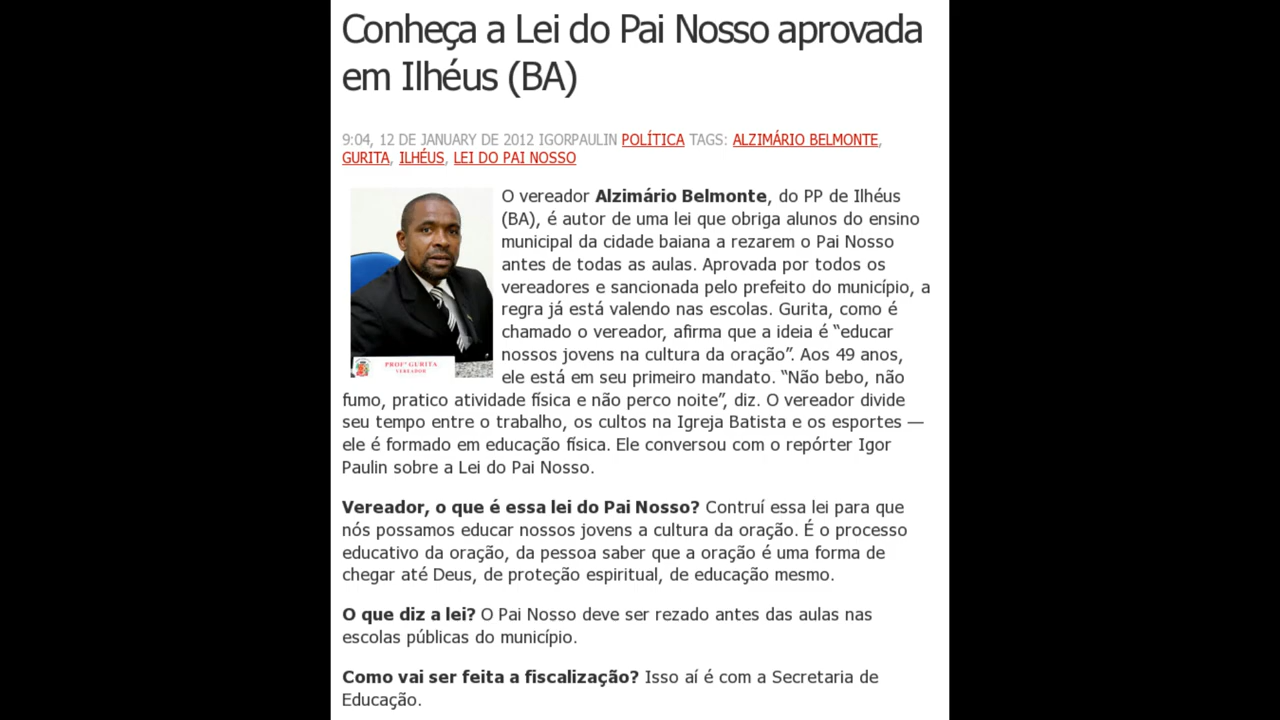 Conheça a Lei do Pai Nosso aprovada
em Ilhéus (BA)
9:04, 12 DE JANUARY DE 2012 IGORPAULIN POLÍTICA TAGS: ALZIMÁRIO BELMONTE,
GURITA, ILHÉUS, LEI DO PAI NOSSO
O vereador Alzimário Belmonte, do PP de Ilhéus
(BA), é autor de uma lei que obriga alunos do ensino
municipal da cidade baiana a rezarem o Pai Nosso
antes de todas as aulas. Aprovada por todos os
vereadores e sancionada pelo prefeito do município, a
regra já está valendo nas escolas. Gurita, como é
chamado o vereador, afirma que a ideia é “educar
nossos jovens na cultura da oração”. Aos 49 anos,
ele está em seu primeiro mandato. “Não bebo, não
fumo, pratico atividade física e não perco noite”, diz. O vereador divide
seu tempo entre o trabalho, os cultos na Igreja Batista e os esportes —
ele é formado em educação física. Ele conversou com o repórter Igor
Paulin sobre a Lei do Pai Nosso.
PROFº GURITA
VEREADOR
Vereador, o que é essa lei do Pai Nosso? Contruí essa lei para que
nós possamos educar nossos jovens a cultura da oração. É o processo
educativo da oração, da pessoa saber que a oração é uma forma de
chegar até Deus, de proteção espiritual, de educação mesmo.
O que diz a lei? O Pai Nosso deve ser rezado antes das aulas nas
escolas públicas do município.
Como vai ser feita a fiscalização? Isso aí é com a Secretaria de
Educação.